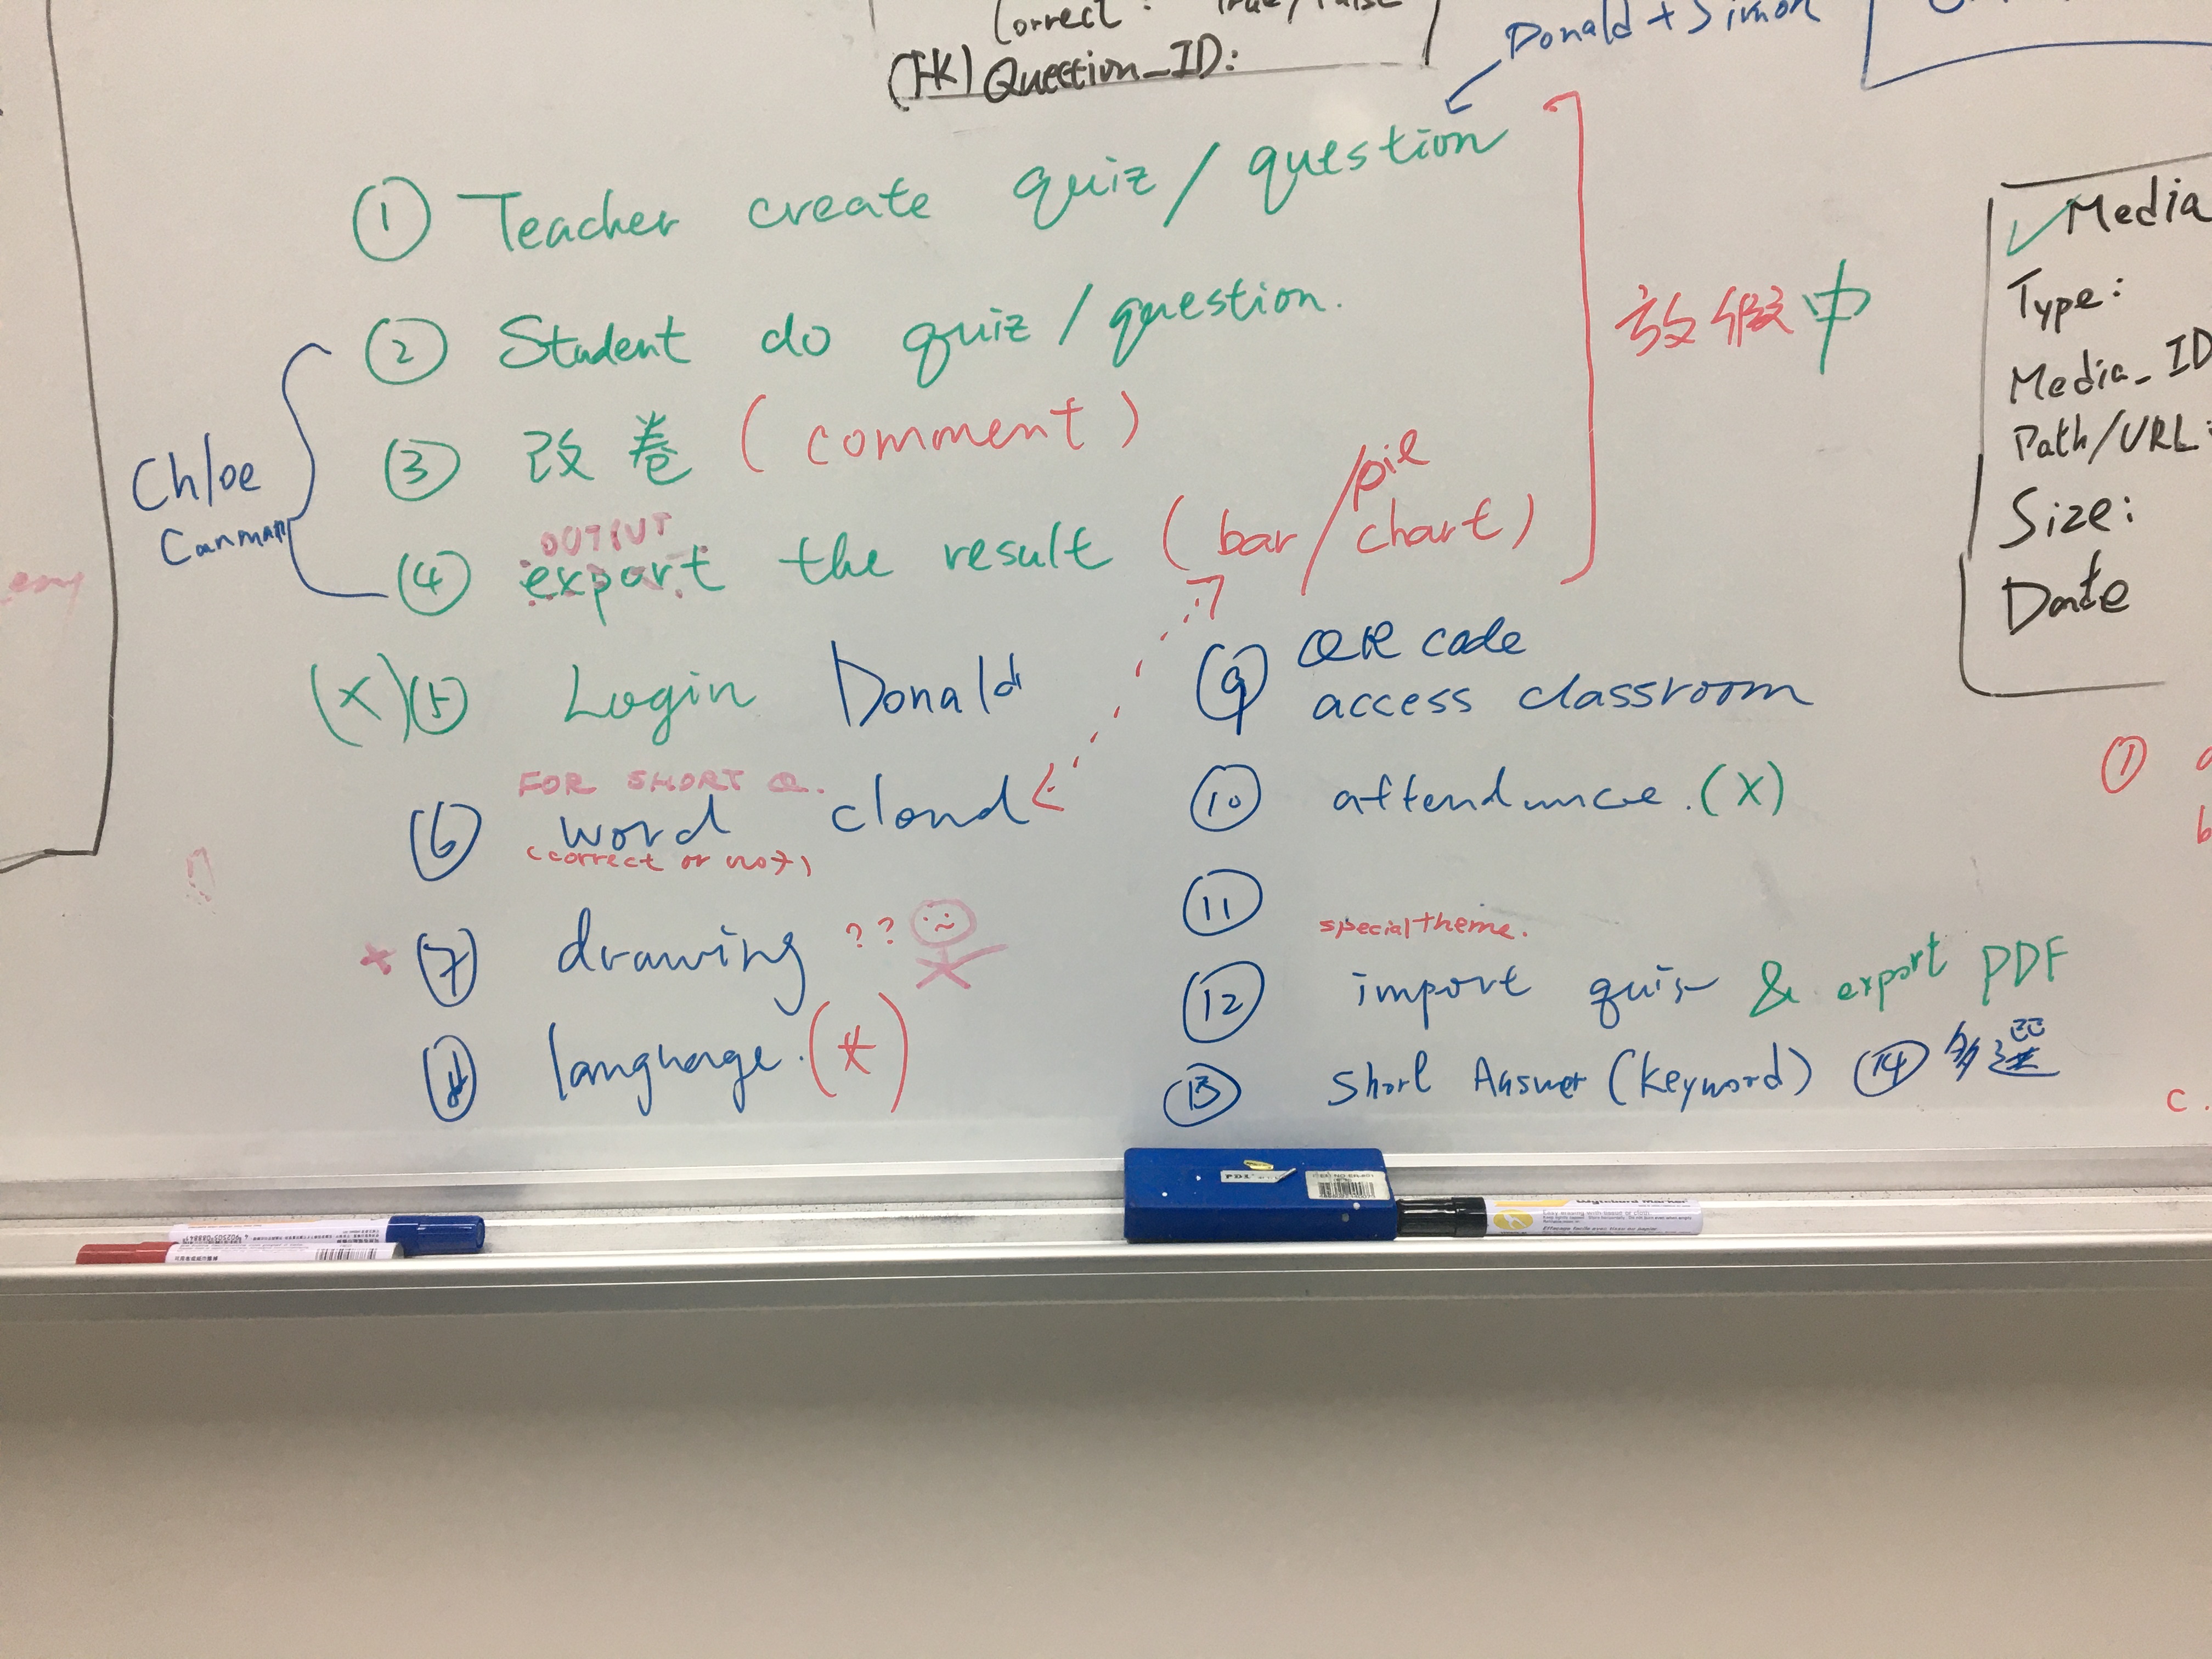 Correct: True/False
(FK) Question_ID:
Donald + Simon
① Teacher create quiz / question
② Student do quiz / question.
③ 改卷 (comment)
OUTPUT
④ export the result (bar / pie chart)
Chloe
Canman
放假中
(X) ⑤ Login Donald
FOR SHORT Q.
⑥ word cloud
(correct or not)
⑦ drawing ??
⑧ language. (*)
⑨ QR code
access classroom
⑩ attendance. (X)
⑪
special theme.
⑫ import quiz & export PDF
⑬ Short Answer (keyword) ⑭ 多選
✓ Media
Type:
Media_ID
Path/URL:
Size:
Date
①
c.